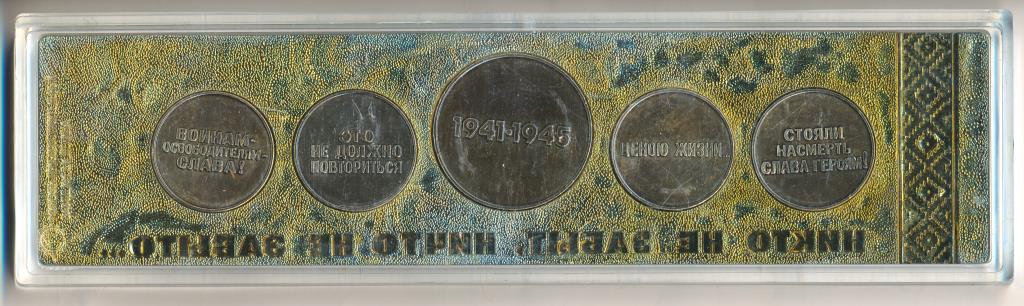 ВОИНАМ-
ОСВОБОДИТЕЛЯМ-
СЛАВА!
ЭТО
НЕ ДОЛЖНО
ПОВТОРИТЬСЯ
1941-1945
ЦЕНОЮ ЖИЗНИ...
СТОЯЛИ
НАСМЕРТЬ
СЛАВА ГЕРОЯМ!
НИКТО НЕ ЗАБЫТ, НИЧТО НЕ ЗАБЫТО...